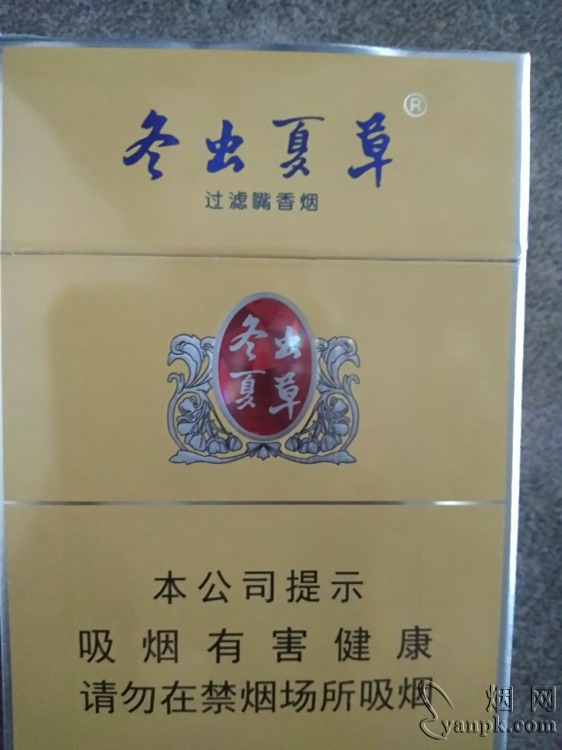 冬虫夏草®
过滤嘴香烟
冬虫
夏草
本公司提示
吸烟有害健康
请勿在禁烟场所吸烟
烟网
yanpk.com